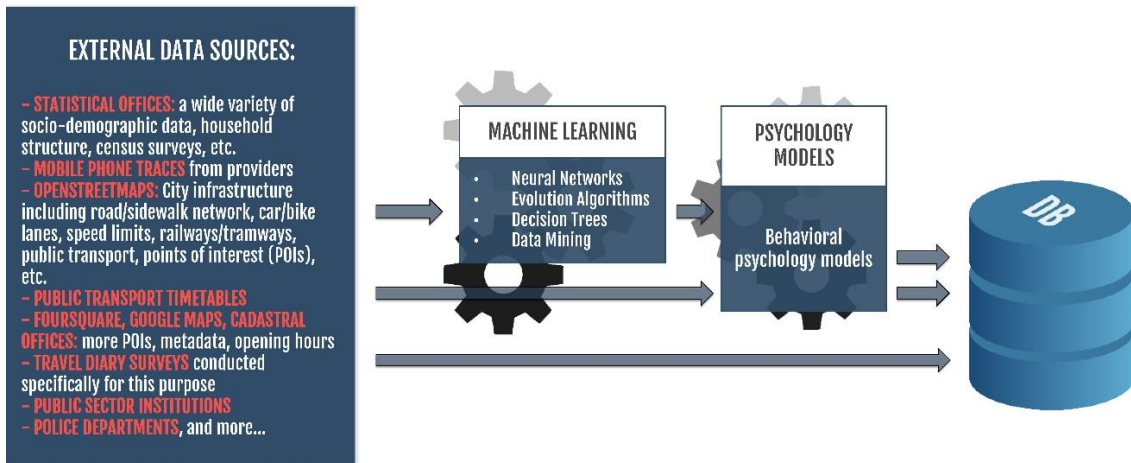 EXTERNAL DATA SOURCES:
– STATISTICAL OFFICES: a wide variety of
socio-demographic data, household
structure, census surveys, etc.
– MOBILE PHONE TRACES from providers
– OPENSTREETMAPS: City infrastructure
including road/sidewalk network, car/bike
lanes, speed limits, railways/tramways,
public transport, points of interest (POIs),
etc.
– PUBLIC TRANSPORT TIMETABLES
– FOURSQUARE, GOOGLE MAPS, CADASTRAL
OFFICES: more POIs, metadata, opening hours
– TRAVEL DIARY SURVEYS conducted
specifically for this purpose
– PUBLIC SECTOR INSTITUTIONS
– POLICE DEPARTMENTS, and more...
MACHINE LEARNING
• Neural Networks
• Evolution Algorithms
• Decision Trees
• Data Mining
PSYCHOLOGY
MODELS
Behavioral
psychology models
DB